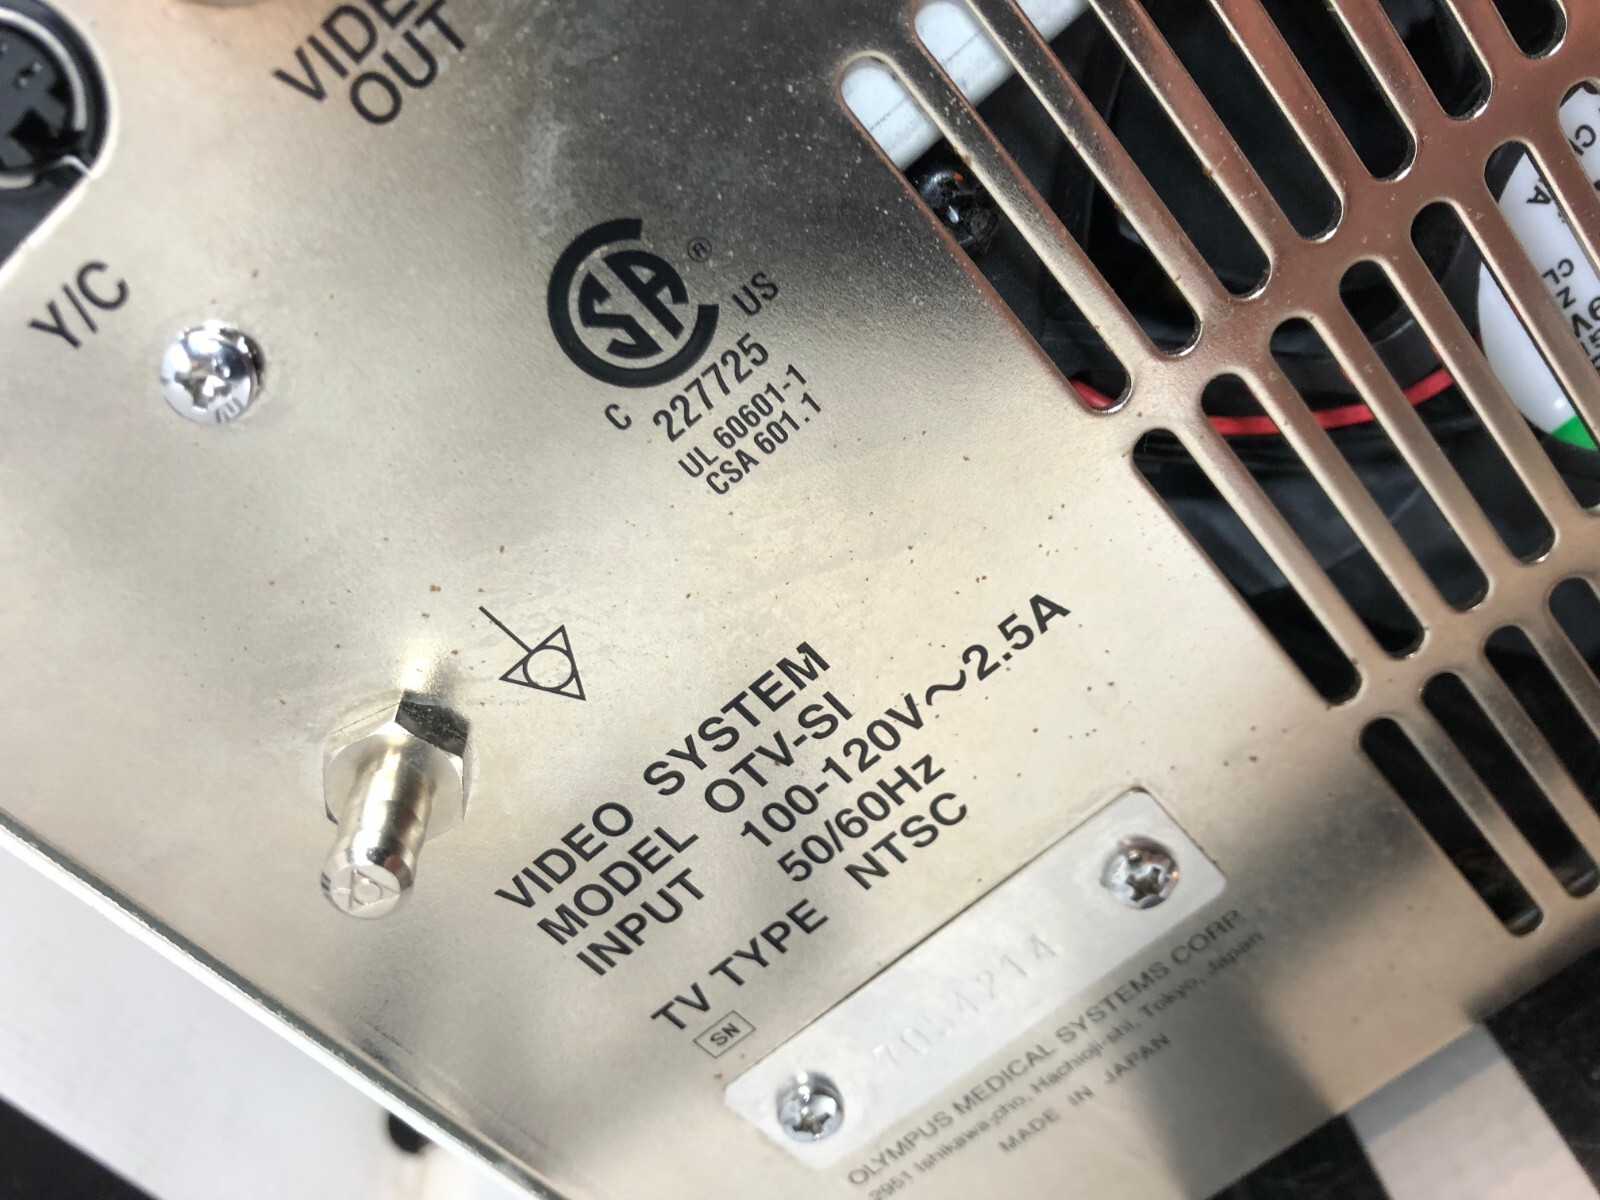 VIDEO
OUT
Y/C
CSA ®
C US
227725
UL 60601-1
CSA 601.1
VIDEO SYSTEM
MODEL OTV-SI
INPUT 100-120V～2.5A
50/60Hz
TV TYPE NTSC
SN
7054214
OLYMPUS MEDICAL SYSTEMS CORP.
2951 Ishikawa-cho, Hachioji-shi, Tokyo, Japan
MADE IN JAPAN